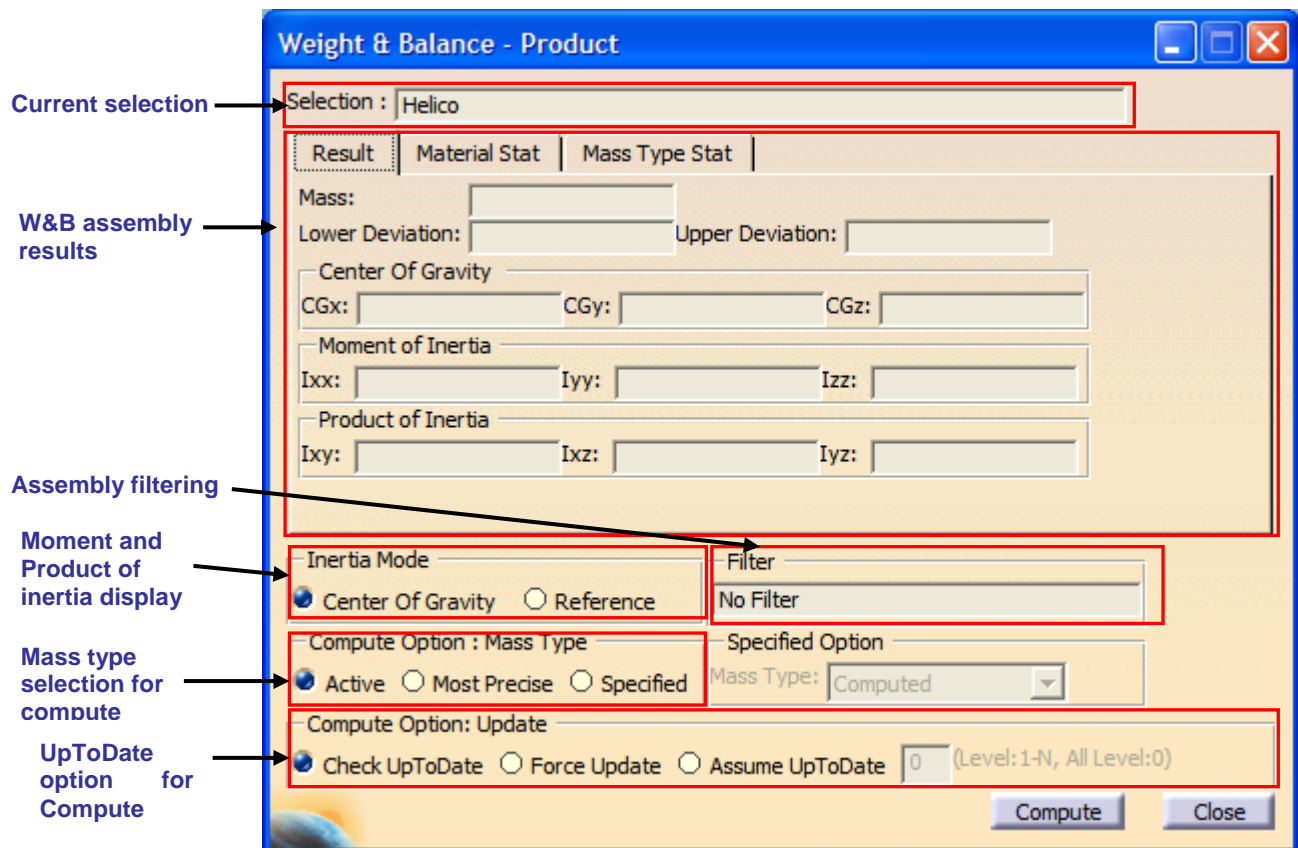 Weight & Balance - Product
Current selection
Selection : Helico
Result Material Stat Mass Type Stat
Mass:
W&B assembly
results
Lower Deviation: Upper Deviation:
Center Of Gravity
CGx: CGy: CGz:
Moment of Inertia
Ixx: Iyy: Izz:
Product of Inertia
Ixy: Ixz: Iyz:
Assembly filtering
Moment and
Product of
inertia display
Inertia Mode
Center Of Gravity Reference
Filter
No Filter
Mass type
selection for
compute
Compute Option : Mass Type
Active Most Precise Specified
Specified Option
Mass Type: Computed
UpToDate
option for
Compute
Compute Option: Update
Check UpToDate Force Update Assume UpToDate 0 (Level:1-N, All Level:0)
Compute Close